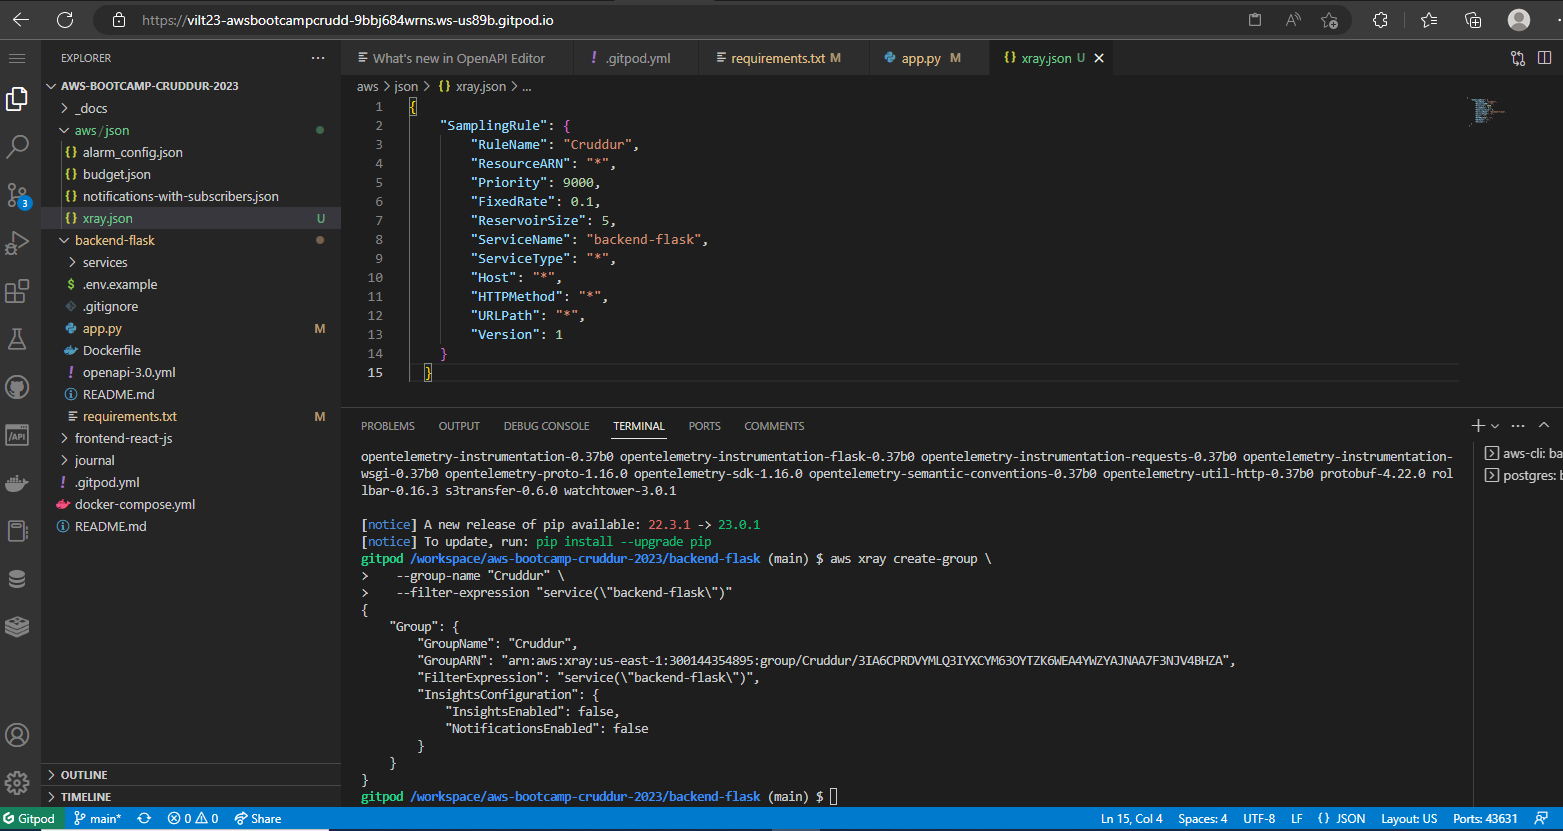 https://vilt23-awsbootcampcrudd-9bbj684wrns.ws-us89b.gitpod.io
EXPLORER
AWS-BOOTCAMP-CRUDDUR-2023
_docs
aws/json
{} alarm_config.json
{} budget.json
{} notifications-with-subscribers.json
{} xray.json U
backend-flask
services
$ .env.example
.gitignore
app.py M
Dockerfile
! openapi-3.0.yml
README.md
requirements.txt M
frontend-react-js
journal
! .gitpod.yml
docker-compose.yml
README.md
OUTLINE
TIMELINE
3
/API
What's new in OpenAPI Editor
! .gitpod.yml
requirements.txt M
app.py M
{} xray.json U
aws > json > {} xray.json > ...
1 {
2 "SamplingRule": {
3 "RuleName": "Cruddur",
4 "ResourceARN": "*",
5 "Priority": 9000,
6 "FixedRate": 0.1,
7 "ReservoirSize": 5,
8 "ServiceName": "backend-flask",
9 "ServiceType": "*",
10 "Host": "*",
11 "HTTPMethod": "*",
12 "URLPath": "*",
13 "Version": 1
14 }
15 }
PROBLEMS OUTPUT DEBUG CONSOLE TERMINAL PORTS COMMENTS
opentelemetry-instrumentation-0.37b0 opentelemetry-instrumentation-flask-0.37b0 opentelemetry-instrumentation-requests-0.37b0 opentelemetry-instrumentation-
wsgi-0.37b0 opentelemetry-proto-1.16.0 opentelemetry-sdk-1.16.0 opentelemetry-semantic-conventions-0.37b0 opentelemetry-util-http-0.37b0 protobuf-4.22.0 rol
lbar-0.16.3 s3transfer-0.6.0 watchtower-3.0.1
[notice] A new release of pip available: 22.3.1 -> 23.0.1
[notice] To update, run: pip install --upgrade pip
gitpod /workspace/aws-bootcamp-cruddur-2023/backend-flask (main) $ aws xray create-group \
> --group-name "Cruddur" \
> --filter-expression "service(\"backend-flask\")"
{
"Group": {
"GroupName": "Cruddur",
"GroupARN": "arn:aws:xray:us-east-1:300144354895:group/Cruddur/3IA6CPRDVYMLQ3IYXCYM63OYTZK6WEA4YWZYAJNAA7F3NJV4BHZA",
"FilterExpression": "service(\"backend-flask\")",
"InsightsConfiguration": {
"InsightsEnabled": false,
"NotificationsEnabled": false
}
}
}
gitpod /workspace/aws-bootcamp-cruddur-2023/backend-flask (main) $
aws-cli: ba
postgres: b
Gitpod main* 0 0 Share
Ln 15, Col 4 Spaces: 4 UTF-8 LF {} JSON Layout: US Ports: 43631